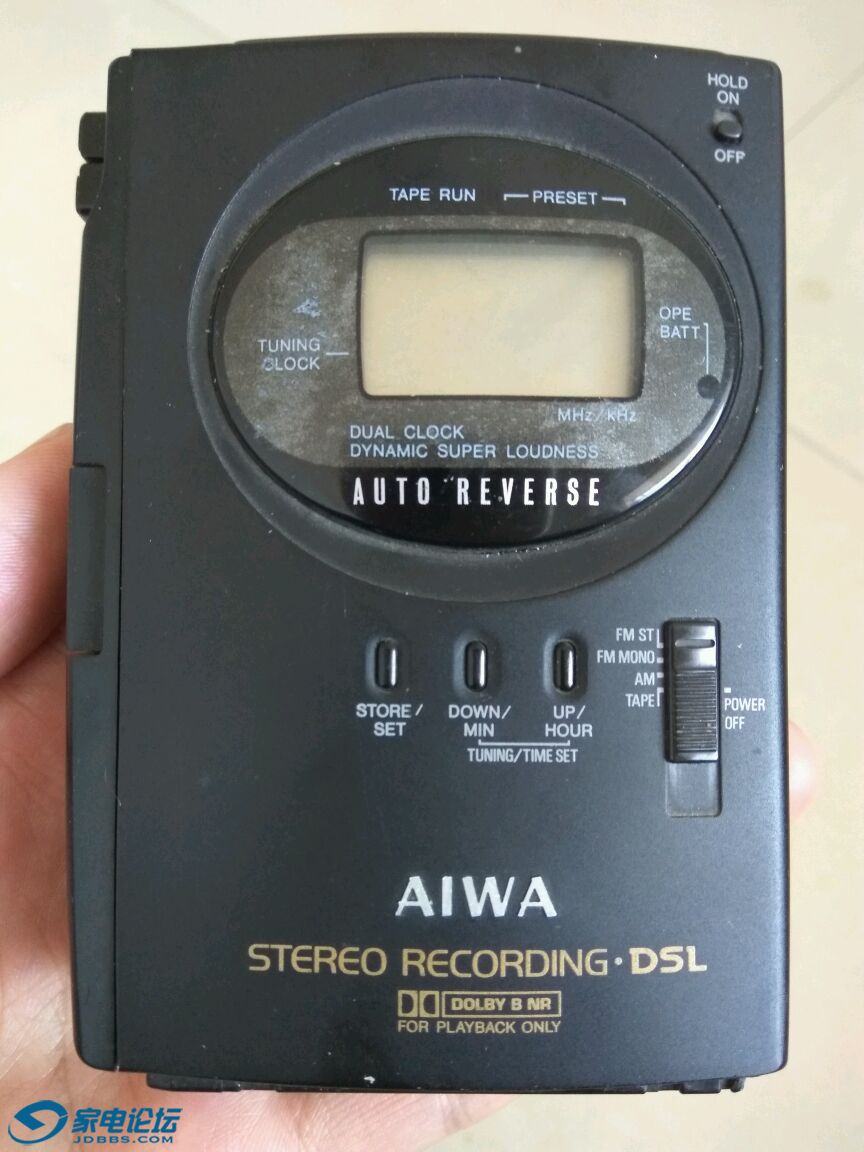 HOLD
ON
OFF
TAPE RUN PRESET
TUNING
CLOCK
OPE
BATT
MHz/kHz
DUAL CLOCK
DYNAMIC SUPER LOUDNESS
AUTO REVERSE
FM ST
FM MONO
AM
TAPE
POWER
OFF
STORE/
SET
DOWN/
MIN
UP/
HOUR
TUNING/TIME SET
AIWA
STEREO RECORDING·DSL
DOLBY B NR
FOR PLAYBACK ONLY
家电论坛
JDBBS.COM